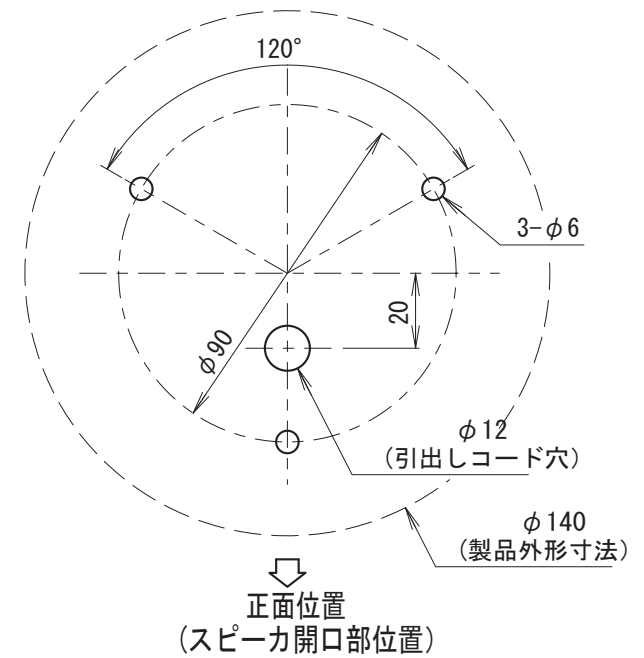 120°
3-φ6
20
φ90
φ12
(引出しコード穴)
φ140
(製品外形寸法)
正面位置
(スピーカ開口部位置)